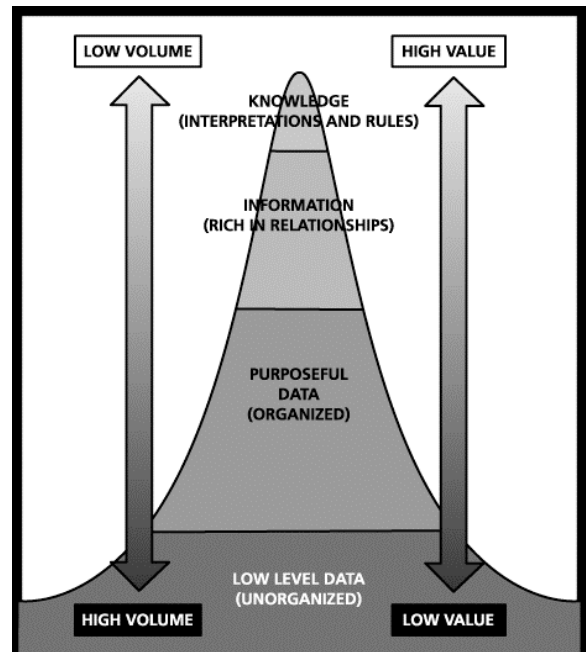 LOW VOLUME
HIGH VALUE
KNOWLEDGE
(INTERPRETATIONS AND RULES)
INFORMATION
(RICH IN RELATIONSHIPS)
PURPOSEFUL
DATA
(ORGANIZED)
LOW LEVEL DATA
(UNORGANIZED)
HIGH VOLUME
LOW VALUE